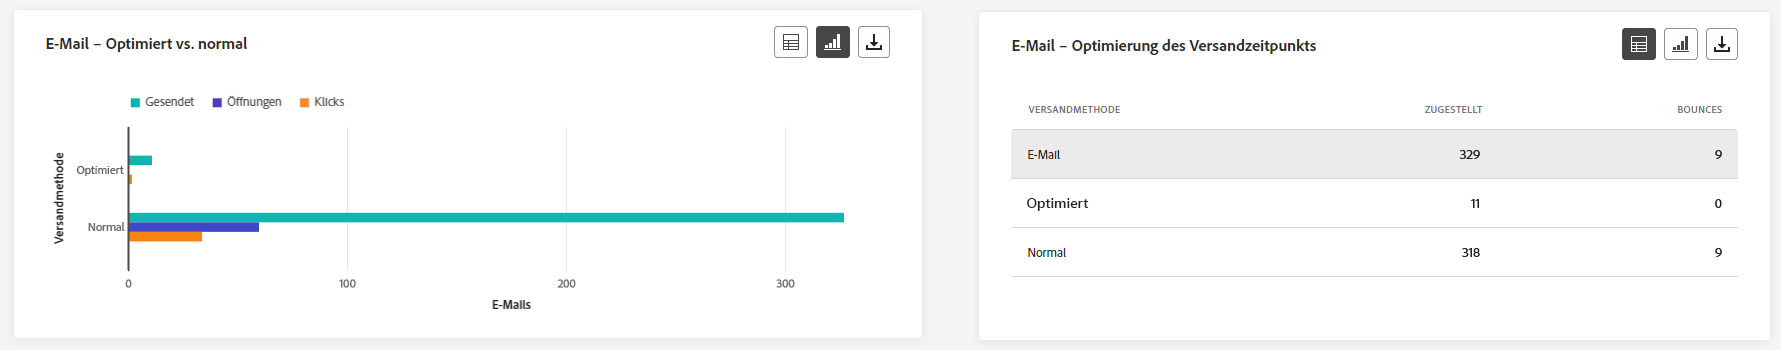 E-Mail – Optimiert vs. normal
Gesendet Öffnungen Klicks
Versandmethode
Optimiert
Normal
0 100 200 300
E-Mails
E-Mail – Optimierung des Versandzeitpunkts
VERSANDMETHODE ZUGESTELLT BOUNCES
E-Mail 329 9
Optimiert 11 0
Normal 318 9